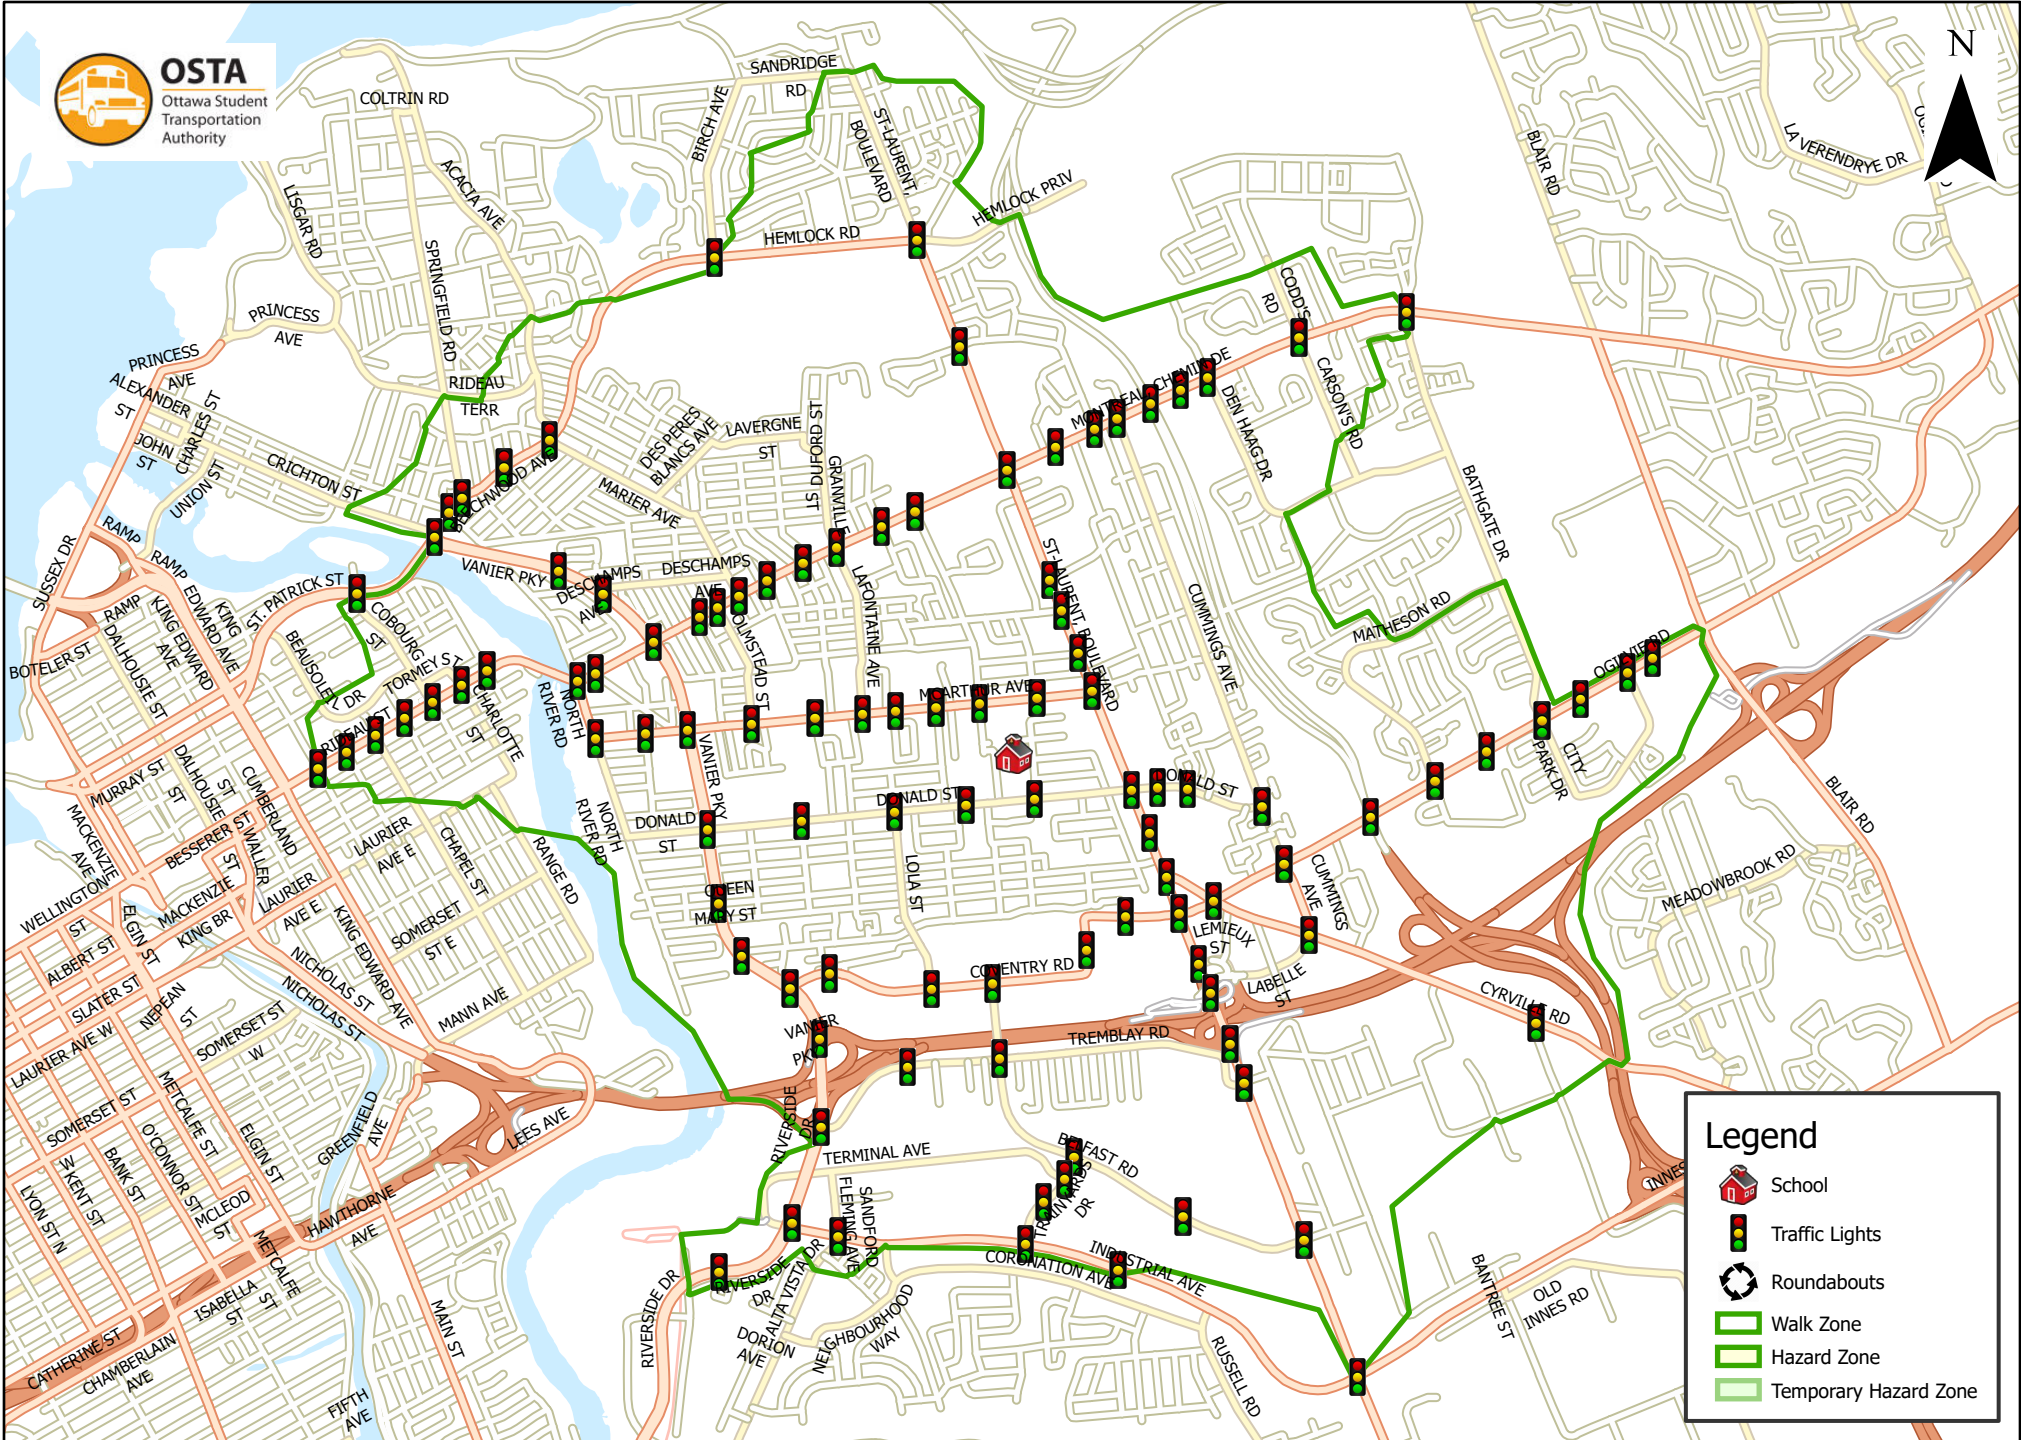 OSTA
Ottawa Student
Transportation
Authority
N
SANDRIDGE
RD
COLTRIN RD
BIRCH AVE
ST-LAURENT,
BOULEVARD
ACACIA AVE
LISGAR RD
BLAIR RD
LA VERENDRYE DR
HEMLOCK PRIV
HEMLOCK RD
SPRINGFIELD RD
CODD'S
RD
PRINCESS
AVE
PRINCESS
AVE
ALEXANDER
ST
CHARLES ST
JOHN
ST
UNION ST
CRICHTON ST
RIDEAU
TERR
BEECHWOOD AVE
DES PERES
BLANCS AVE
LAVERGNE
ST
DUFORD ST
GRANVILLE
ST
MARIER AVE
MONTREAL, CHEMIN DE
DEN HAAG DR
CARSON'S RD
BATHGATE DR
RAMP
RAMP
SUSSEX DR
RAMP
KING
EDWARD AVE
KING EDWARD
AVE
ST. PATRICK ST
VANIER PKY
DESCHAMPS
AVE
DESCHAMPS
AVE
OLMSTEAD ST
LAFONTAINE AVE
ST-LAURENT, BOULEVARD
CUMMINGS AVE
MATHESON RD
OGILVIE RD
BOTELER ST
DALHOUSIE ST
BEAUSOLEIL
DR
COBOURG
ST
TORMEY ST
CHARLOTTE
ST
RIDEAU ST
NORTH
RIVER RD
MCARTHUR AVE
VANIER PKY
CITY
PARK DR
BLAIR RD
MURRAY ST
DALHOUSIE
ST
CUMBERLAND
ST
MACKENZIE
AVE
BESSERER ST
WALLER
ST
LAURIER
AVE E
CHAPEL ST
RANGE RD
NORTH
RIVER RD
DONALD
ST
DONALD ST
DONALD ST
QUEEN
MARY ST
LOLA ST
CUMMINGS
AVE
MEADOWBROOK RD
WELLINGTON
ST
MACKENZIE
KING BR
LAURIER
AVE E
ELGIN ST
ALBERT ST
SLATER ST
NEPEAN
ST
NICHOLAS ST
NICHOLAS ST
KING EDWARD AVE
SOMERSET
ST E
MANN AVE
SOMERSET ST
W
LAURIER AVE W
COVENTRY RD
LEMIEUX
ST
LABELLE
ST
CYRVILLE RD
VANIER
PKY
TREMBLAY RD
RIVERSIDE
DR
SOMERSET ST
W
METCALFE ST
O'CONNOR ST
BANK ST
KENT ST
LYON ST N
ELGIN ST
GREENFIELD
AVE
LEES AVE
MCLEOD
ST
METCALFE
ST
HAWTHORNE
AVE
ISABELLA
ST
CATHERINE ST
CHAMBERLAIN
AVE
FIFTH
AVE
MAIN ST
TERMINAL AVE
BELFAST RD
TRAINYARDS
DR
FLEMING AVE
SANDFORD
RIVERSIDE DR
RIVERSIDE
DR
ALTA VISTA DR
DORION
AVE
NEIGHBOURHOOD
WAY
CORONATION AVE
INDUSTRIAL AVE
RUSSELL RD
BANTREE ST
OLD
INNES RD
INNES
Legend
School
Traffic Lights
Roundabouts
Walk Zone
Hazard Zone
Temporary Hazard Zone